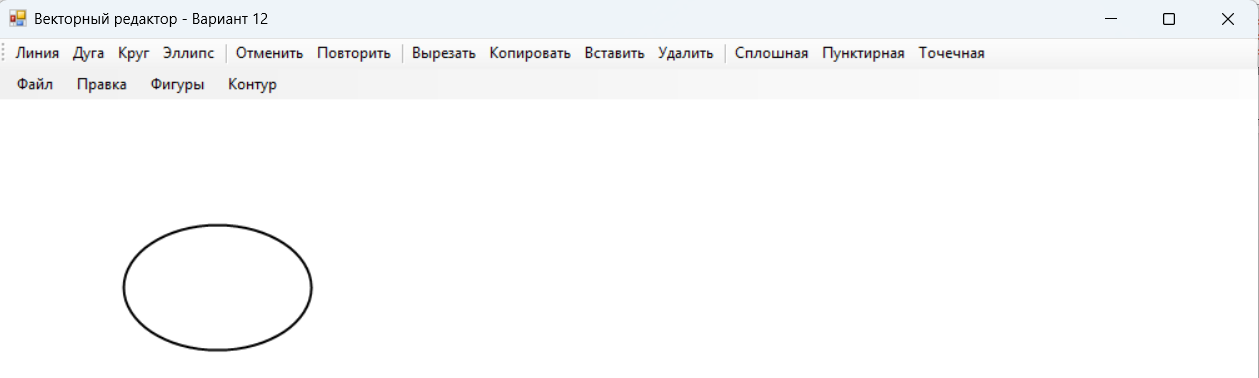 Векторный редактор - Вариант 12
Линия Дуга Круг Эллипс Отменить Повторить Вырезать Копировать Вставить Удалить Сплошная Пунктирная Точечная
Файл Правка Фигуры Контур